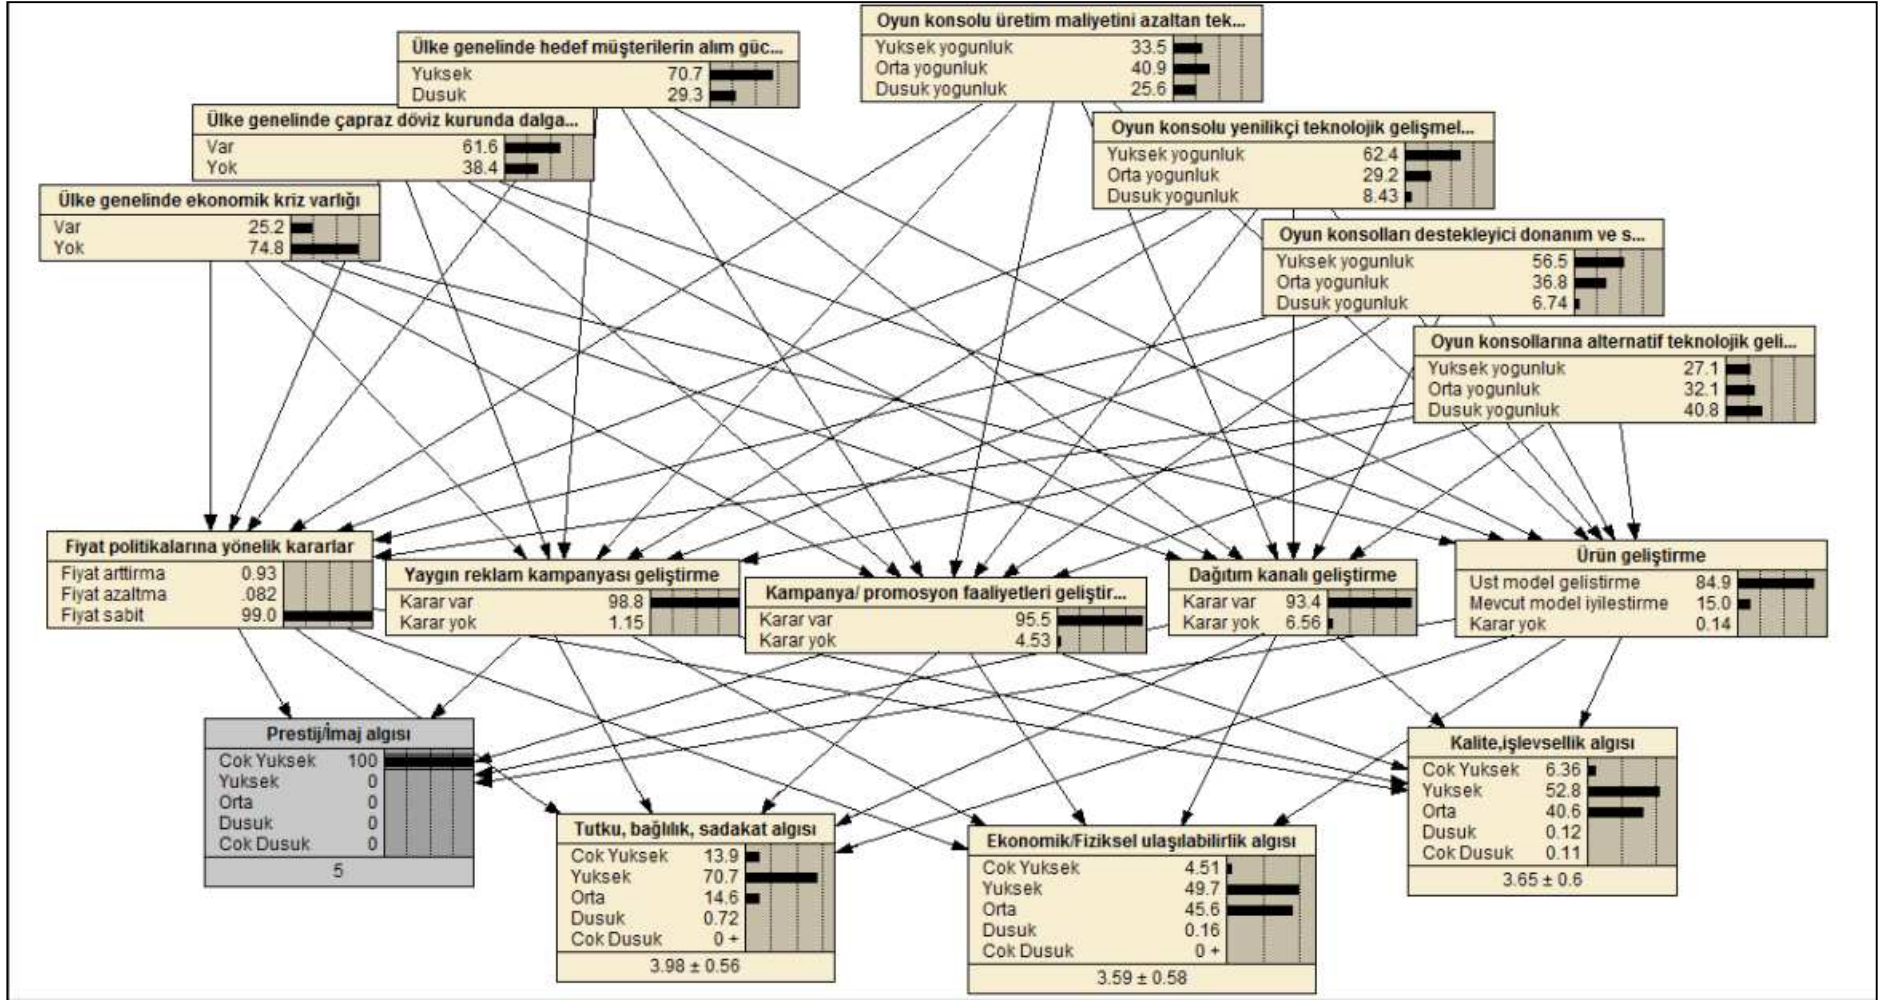 Oyun konsolu üretim maliyetini azaltan tek...
Yuksek yogunluk 33.5
Orta yogunluk 40.9
Dusuk yogunluk 25.6
Ülke genelinde hedef müşterilerin alım güc...
Yuksek 70.7
Dusuk 29.3
Ülke genelinde çapraz döviz kurunda dalga...
Var 61.6
Yok 38.4
Ülke genelinde ekonomik kriz varlığı
Var 25.2
Yok 74.8
Oyun konsolu yenilikçi teknolojik gelişmel...
Yuksek yogunluk 62.4
Orta yogunluk 29.2
Dusuk yogunluk 8.43
Oyun konsolları destekleyici donanım ve s...
Yuksek yogunluk 56.5
Orta yogunluk 36.8
Dusuk yogunluk 6.74
Oyun konsollarına alternatif teknolojik geli...
Yuksek yogunluk 27.1
Orta yogunluk 32.1
Dusuk yogunluk 40.8
Fiyat politikalarına yönelik kararlar
Fiyat arttirma 0.93
Fiyat azaltma .082
Fiyat sabit 99.0
Yaygın reklam kampanyası geliştirme
Karar var 98.8
Karar yok 1.15
Kampanya/ promosyon faaliyetleri geliştir...
Karar var 95.5
Karar yok 4.53
Dağıtım kanalı geliştirme
Karar var 93.4
Karar yok 6.56
Ürün geliştirme
Ust model gelistirme 84.9
Mevcut model iyilestirme 15.0
Karar yok 0.14
Prestij/İmaj algısı
Cok Yuksek 100
Yuksek 0
Orta 0
Dusuk 0
Cok Dusuk 0
5
Tutku, bağlılık, sadakat algısı
Cok Yuksek 13.9
Yuksek 70.7
Orta 14.6
Dusuk 0.72
Cok Dusuk 0 +
3.98 ± 0.56
Ekonomik/Fiziksel ulaşılabilirlik algısı
Cok Yuksek 4.51
Yuksek 49.7
Orta 45.6
Dusuk 0.16
Cok Dusuk 0 +
3.59 ± 0.58
Kalite,işlevsellik algısı
Cok Yuksek 6.36
Yuksek 52.8
Orta 40.6
Dusuk 0.12
Cok Dusuk 0.11
3.65 ± 0.6